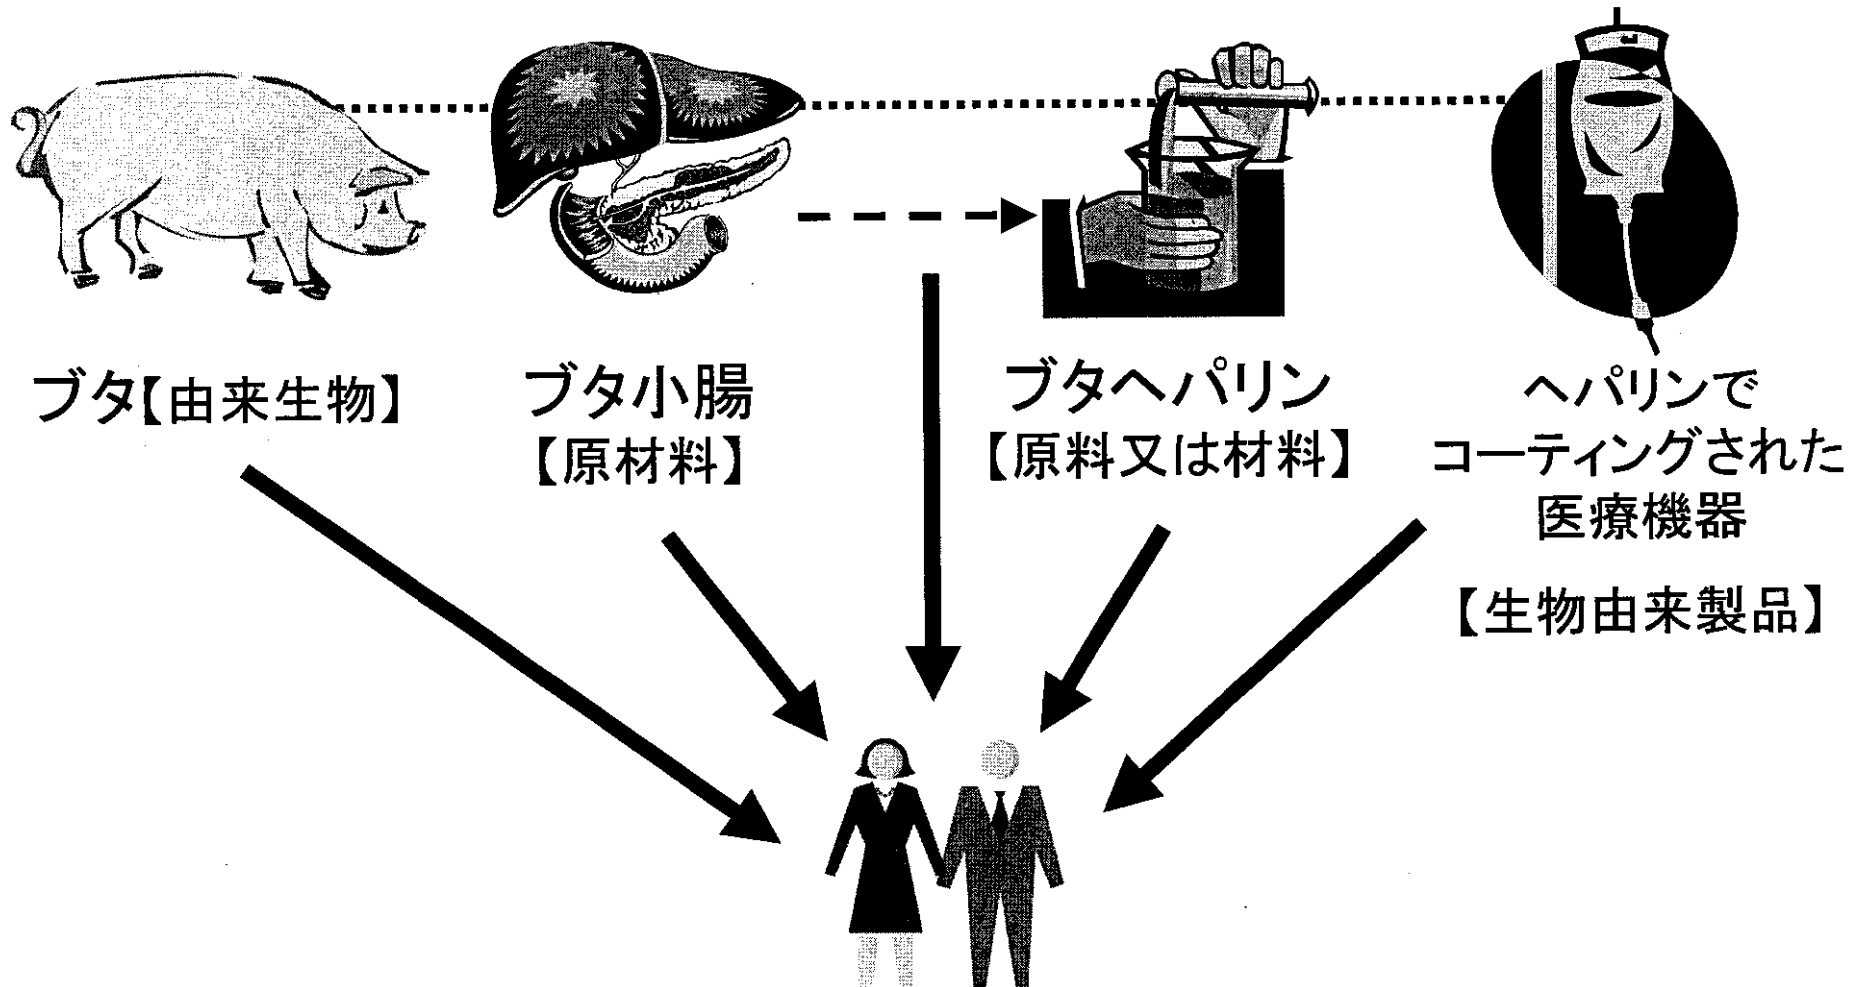 ブタ【由来生物】
ブタ小腸
【原材料】
ブタヘパリン
【原料又は材料】
ヘパリンで
コーティングされた
医療機器
【生物由来製品】